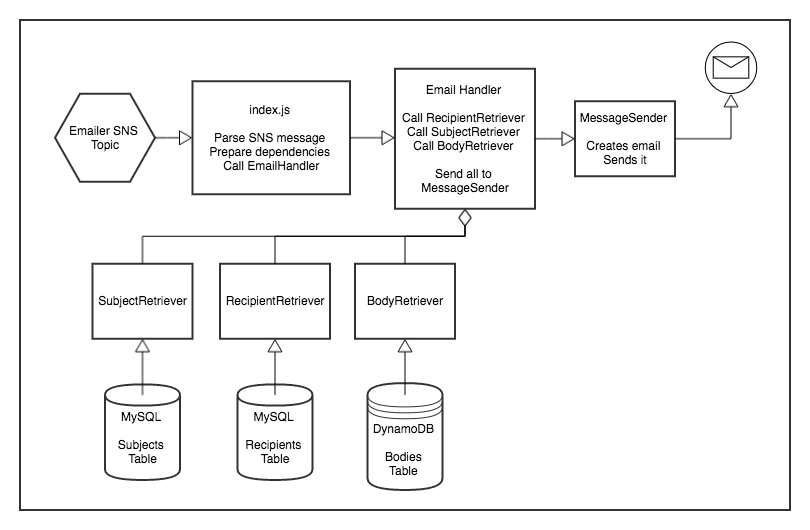 Emailer SNS
Topic
index.js
Parse SNS message
Prepare dependencies
Call EmailHandler
Email Handler
Call RecipientRetriever
Call SubjectRetriever
Call BodyRetriever
Send all to
MessageSender
MessageSender
Creates email
Sends it
SubjectRetriever
RecipientRetriever
BodyRetriever
MySQL
Subjects
Table
MySQL
Recipients
Table
DynamoDB
Bodies
Table